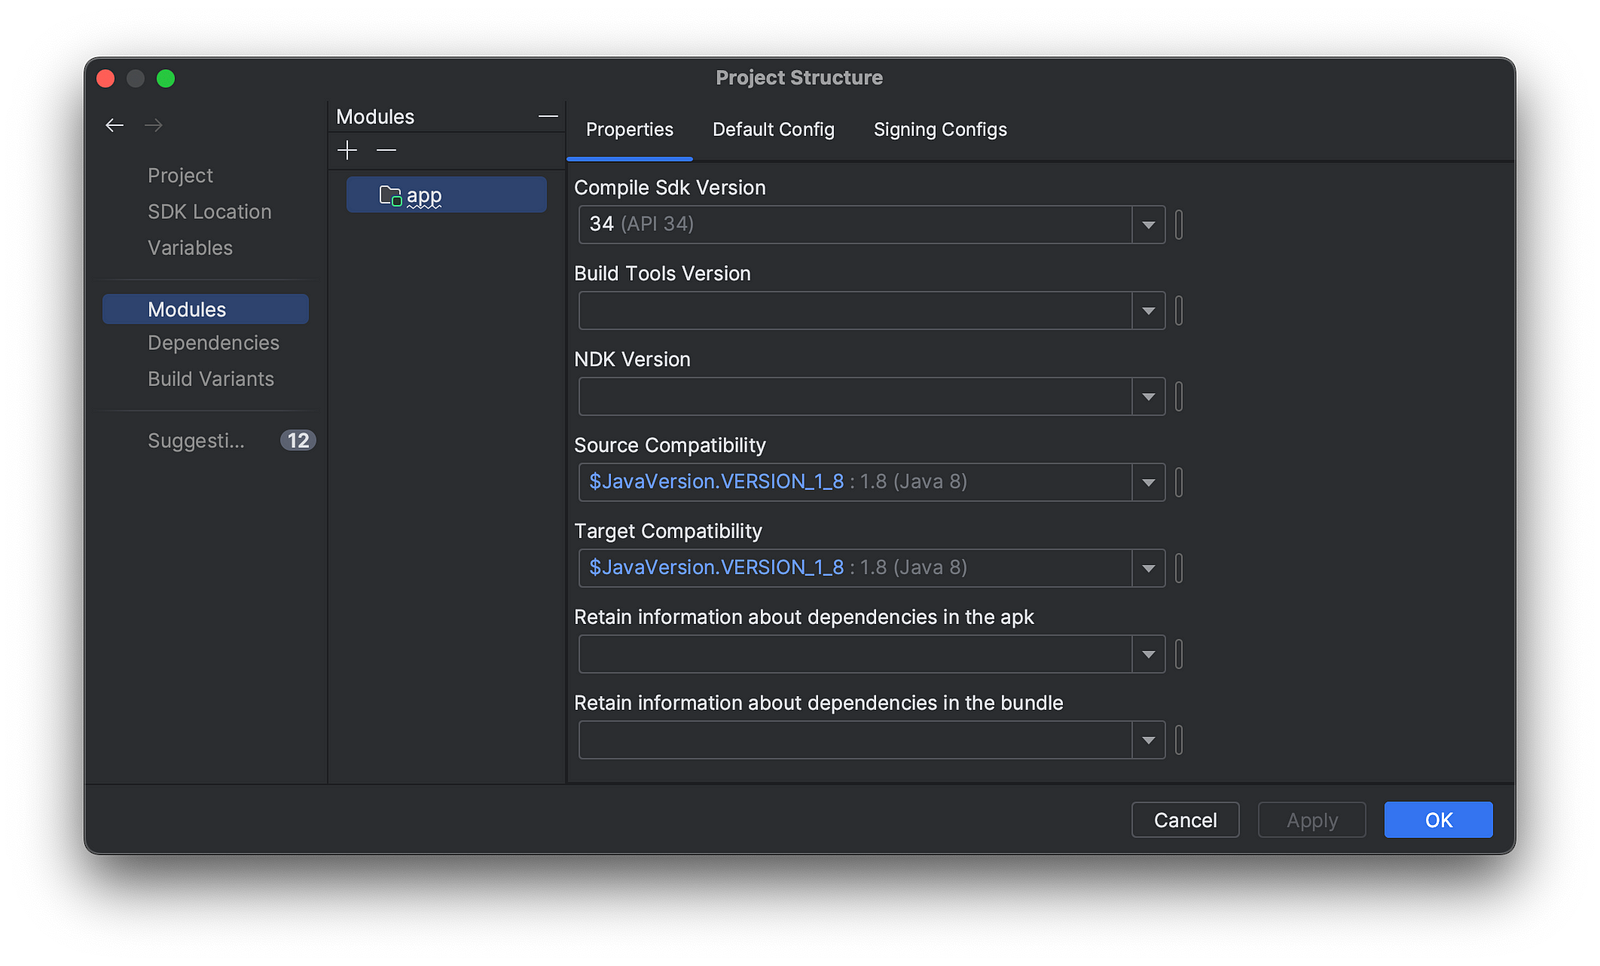 Project Structure
Project
SDK Location
Variables
Modules
Dependencies
Build Variants
Suggesti... 12
Modules
app
Properties Default Config Signing Configs
Compile Sdk Version
34 (API 34)
Build Tools Version
NDK Version
Source Compatibility
$JavaVersion.VERSION_1_8 : 1.8 (Java 8)
Target Compatibility
$JavaVersion.VERSION_1_8 : 1.8 (Java 8)
Retain information about dependencies in the apk
Retain information about dependencies in the bundle
Cancel Apply OK